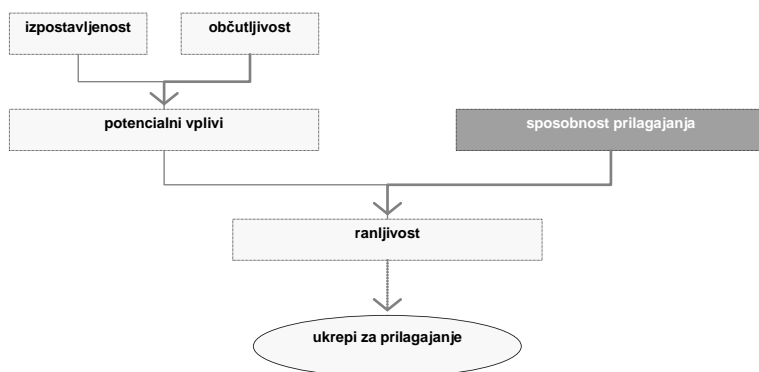 izpostavljenost
občutljivost
potencialni vplivi
sposobnost prilagajanja
ranljivost
ukrepi za prilagajanje